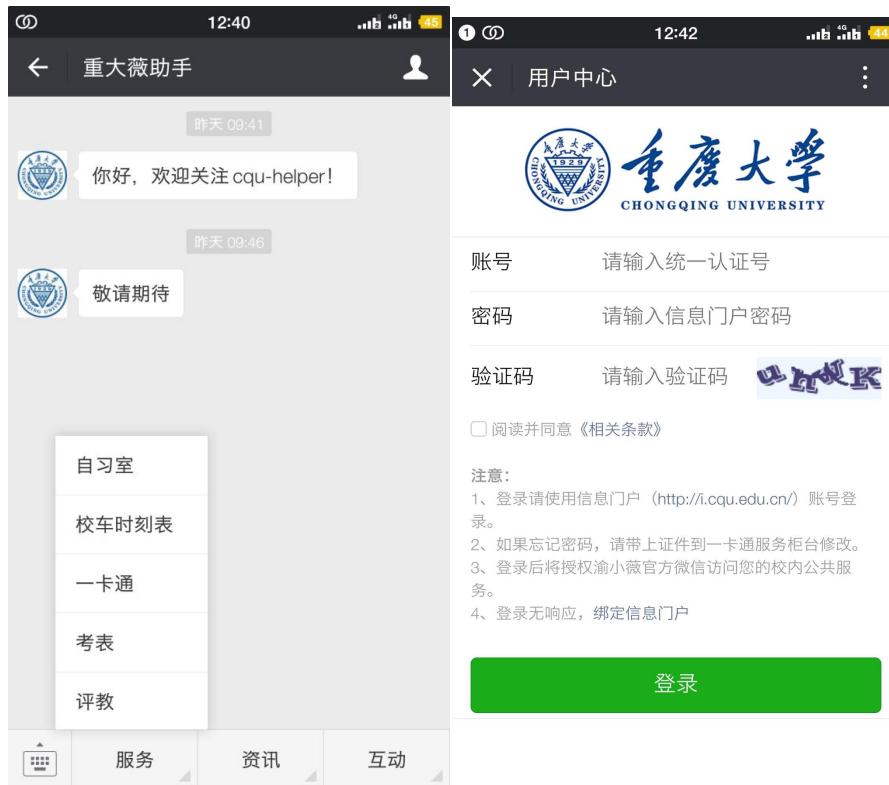 12:40
4G
45
重大薇助手
昨天 09:41
你好，欢迎关注 cqu-helper！
昨天 09:46
敬请期待
自习室
校车时刻表
一卡通
考表
评教
服务
资讯
互动
1
12:42
4G
44
用户中心
1929
CHONGQING UNIVERSITY
重庆大学
CHONGQING UNIVERSITY
账号 请输入统一认证号
密码 请输入信息门户密码
验证码 请输入验证码
阅读并同意《相关条款》
注意：
1、登录请使用信息门户（http://i.cqu.edu.cn/）账号登
录。
2、如果忘记密码，请带上证件到一卡通服务柜台修改。
3、登录后将授权渝小薇官方微信访问您的校内公共服
务。
4、登录无响应，绑定信息门户
登录